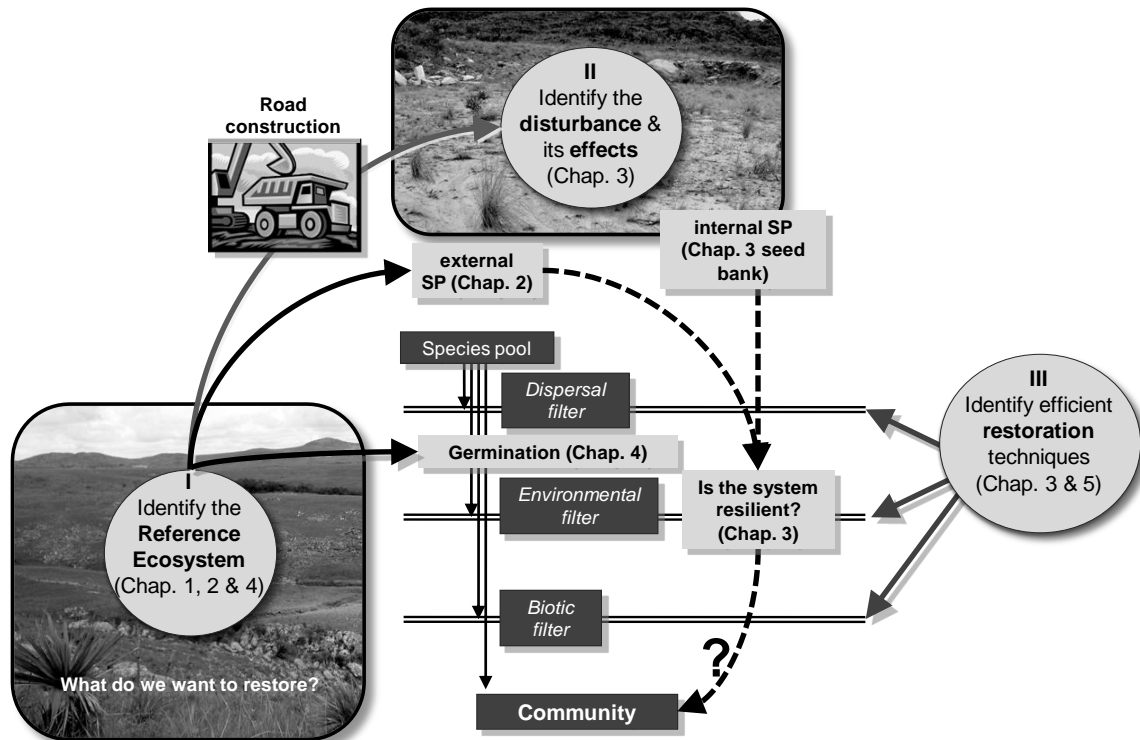 II
Identify the
disturbance &
its effects
(Chap. 3)
Road
construction
internal SP
(Chap. 3 seed
bank)
external
SP (Chap. 2)
Species pool
Dispersal
filter
III
Identify efficient
restoration
techniques
(Chap. 3 & 5)
Germination (Chap. 4)
I
Identify the
Reference
Ecosystem
(Chap. 1, 2 & 4)
Environmental
filter
Is the system
resilient?
(Chap. 3)
Biotic
filter
?
What do we want to restore?
Community